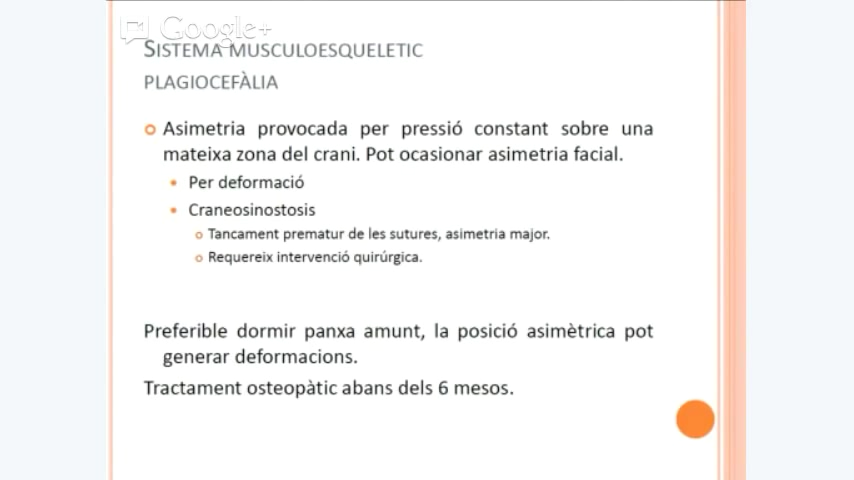 Google+
SISTEMA MUSCULOESQUELETIC
PLAGIOCEFÀLIA
Asimetria provocada per pressió constant sobre una
mateixa zona del crani. Pot ocasionar asimetria facial.
Per deformació
Craneosinostosis
Tancament prematur de les sutures, asimetria major.
Requereix intervenció quirúrgica.
Preferible dormir panxa amunt, la posició asimètrica pot
generar deformacions.
Tractament osteopàtic abans dels 6 mesos.